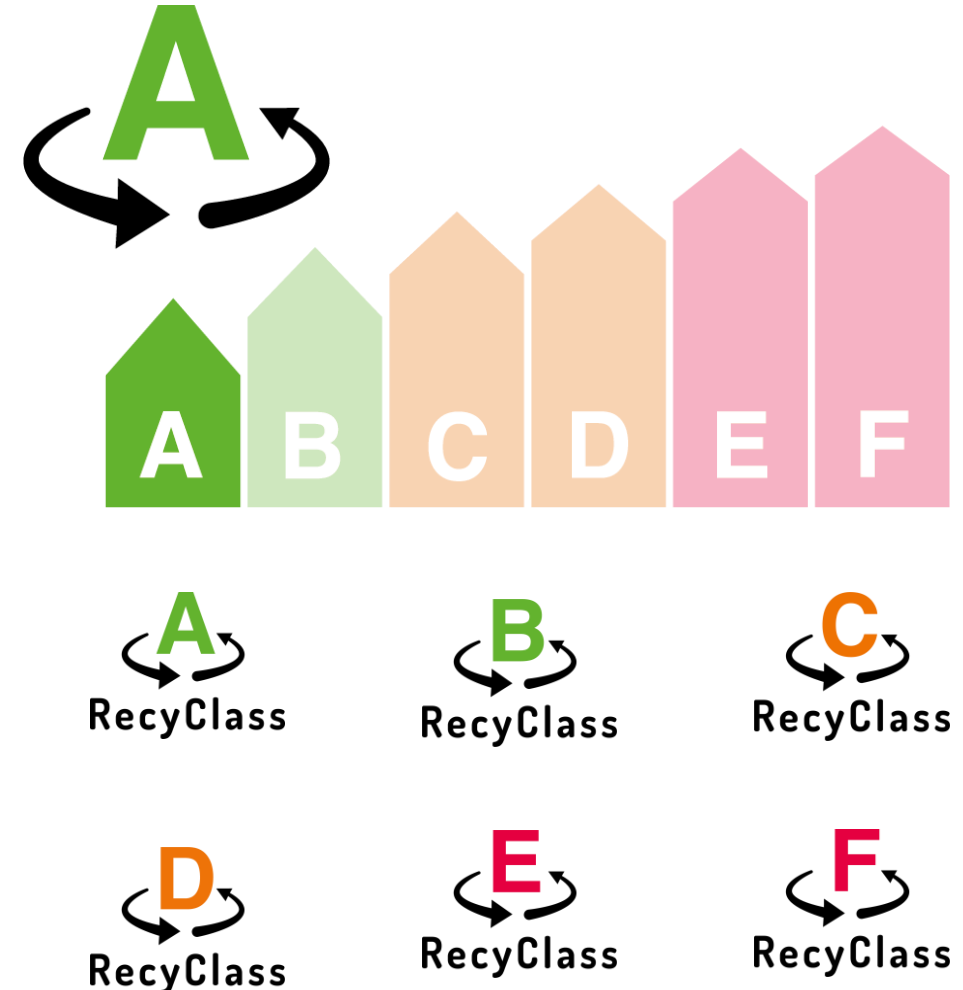 A
A B C D E F
A B C
RecyClass RecyClass RecyClass
D E F
RecyClass RecyClass RecyClass